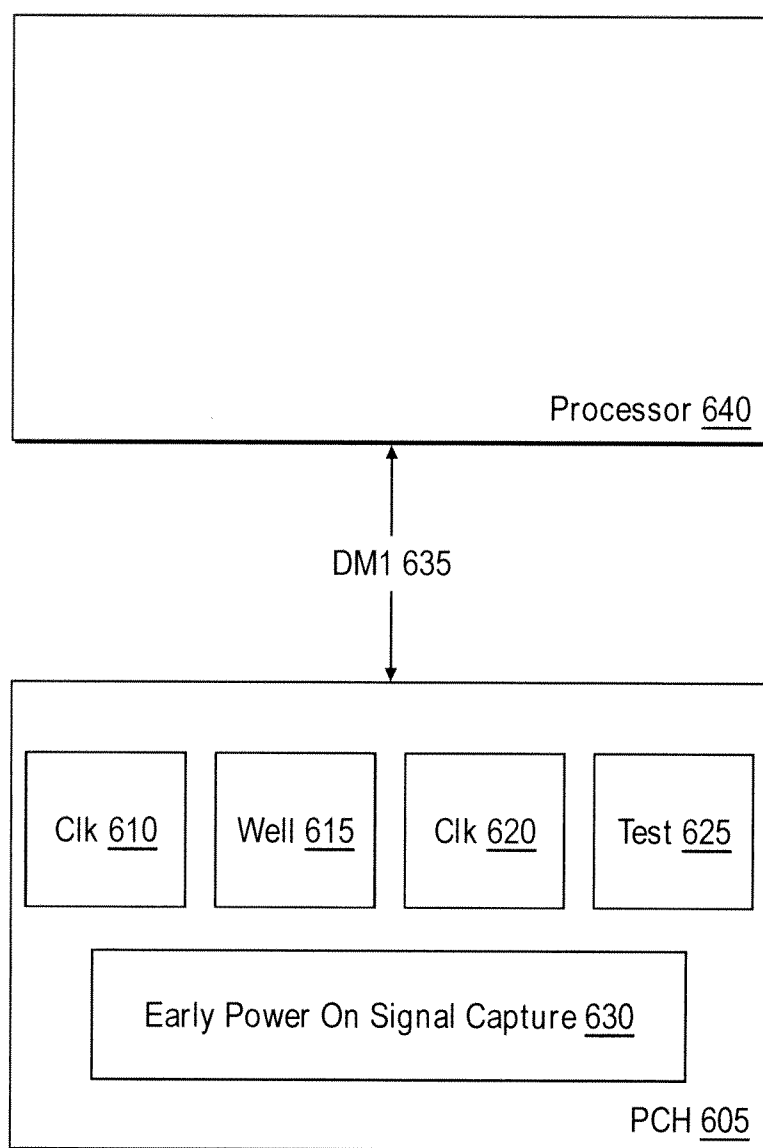 Processor 640
DM1 635
Clk 610
Well 615
Clk 620
Test 625
Early Power On Signal Capture 630
PCH 605